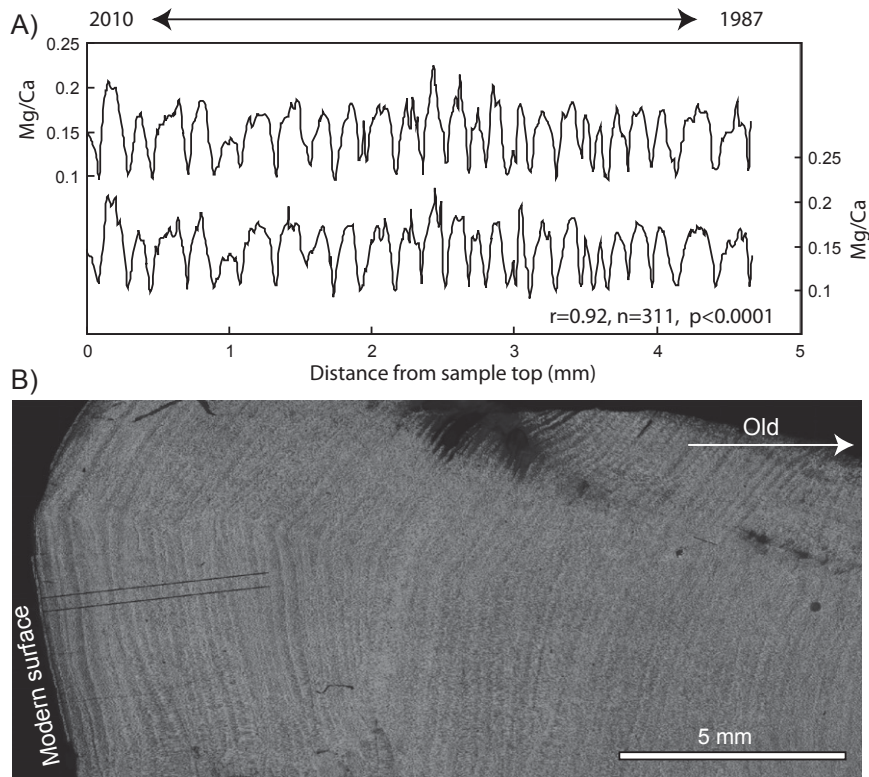 A)
2010
1987
0.25
0.2
0.15
0.1
Mg/Ca
0.25
0.2
0.15
0.1
Mg/Ca
r=0.92, n=311, p<0.0001
0 1 2 3 4 5
Distance from sample top (mm)
B)
Old
Modern surface
5 mm